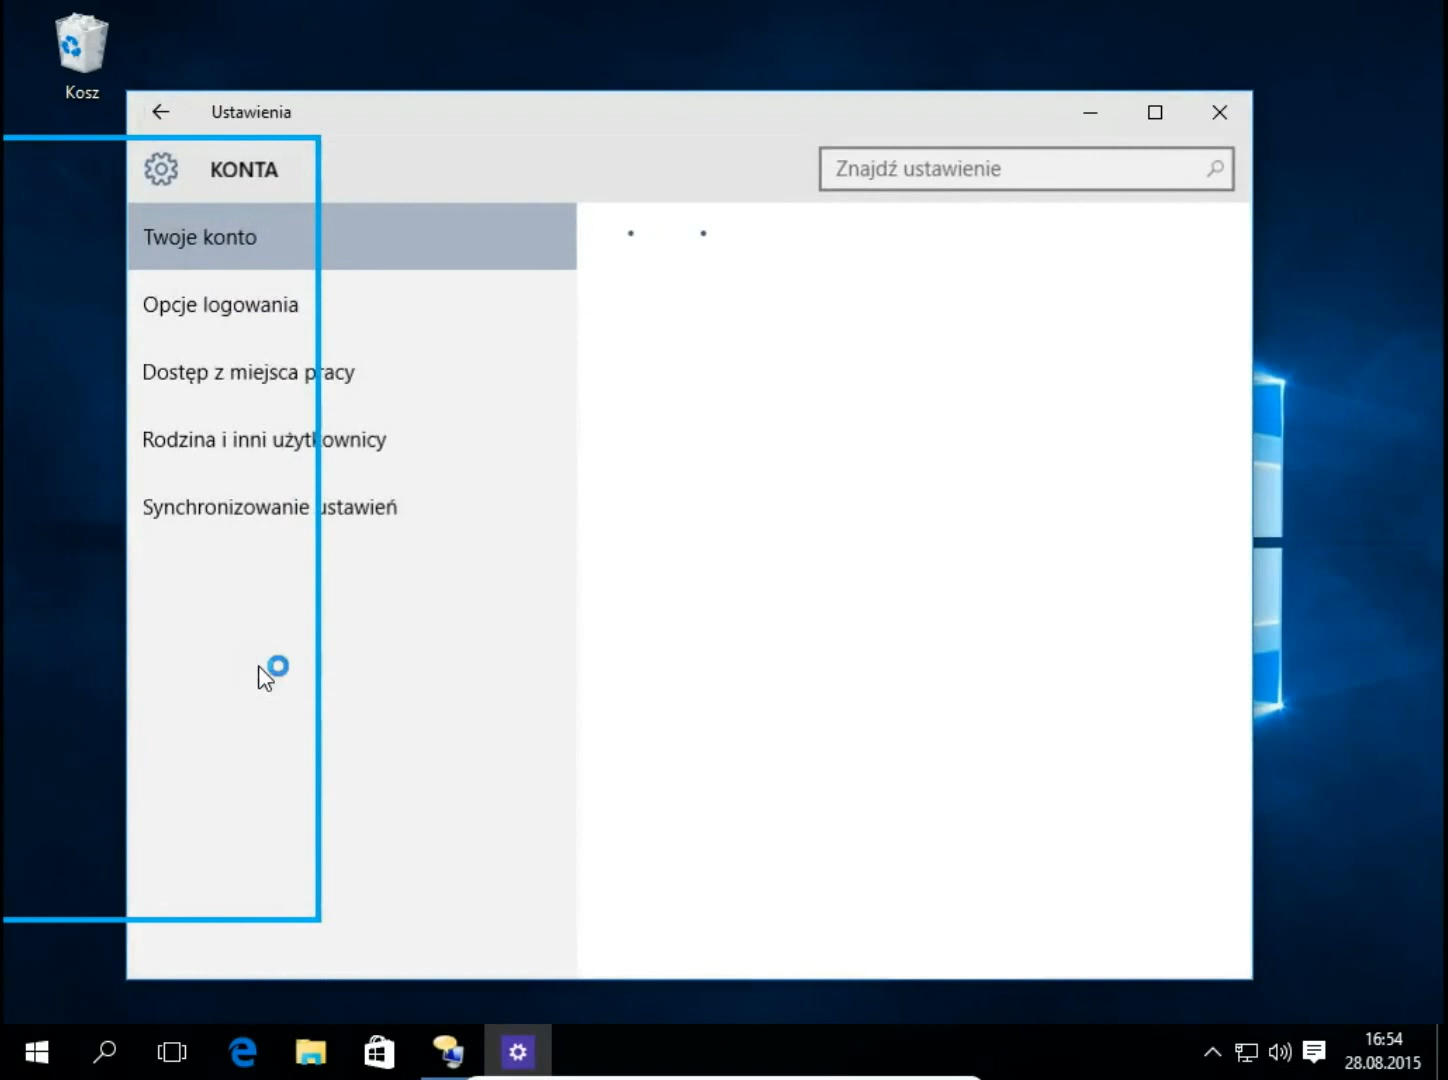 Kosz
Ustawienia
KONTA
Znajdź ustawienie
Twoje konto
Opcje logowania
Dostęp z miejsca pracy
Rodzina i inni użytkownicy
Synchronizowanie ustawień
16:54
28.08.2015